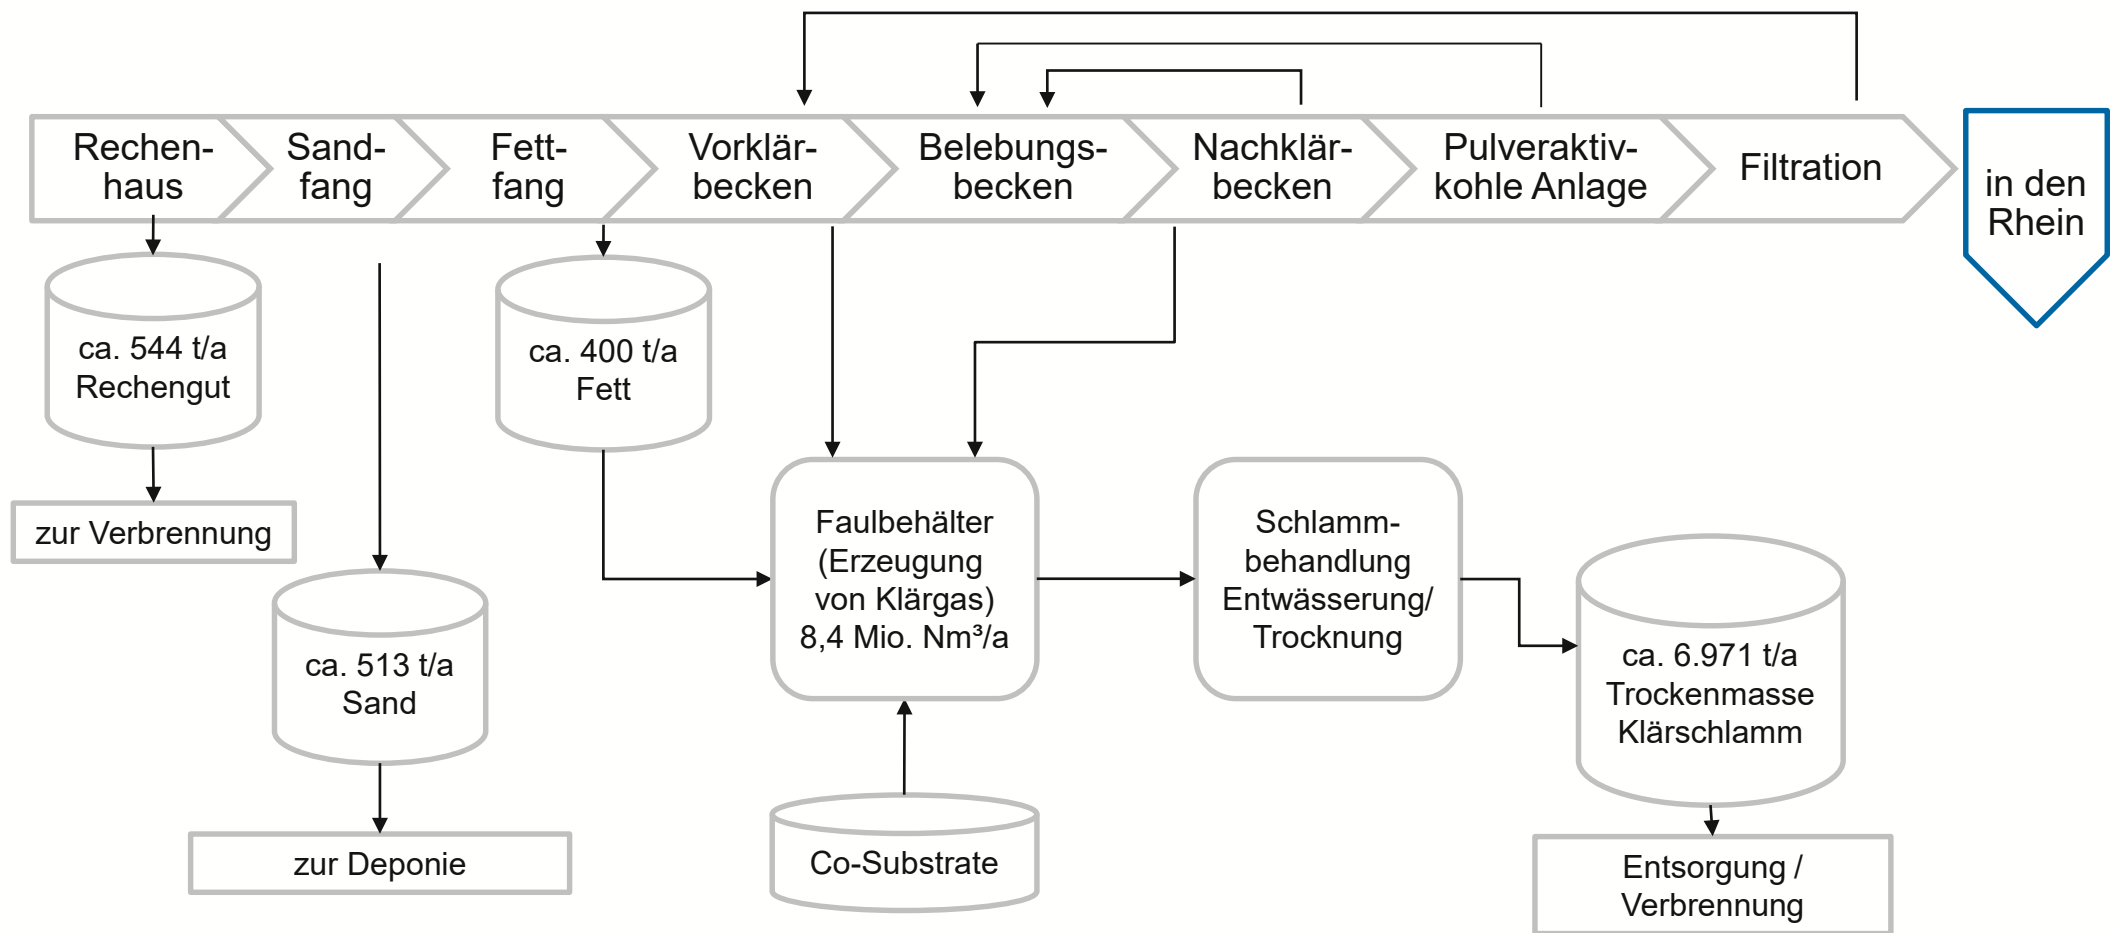 Rechen-
haus
Sand-
fang
Fett-
fang
Vorklär-
becken
Belebungs-
becken
Nachklär-
becken
Pulveraktiv-
kohle Anlage
Filtration
in den
Rhein
ca. 544 t/a
Rechengut
ca. 400 t/a
Fett
zur Verbrennung
ca. 513 t/a
Sand
zur Deponie
Faulbehälter
(Erzeugung
von Klärgas)
8,4 Mio. Nm³/a
Schlamm-
behandlung
Entwässerung/
Trocknung
ca. 6.971 t/a
Trockenmasse
Klärschlamm
Co-Substrate
Entsorgung /
Verbrennung